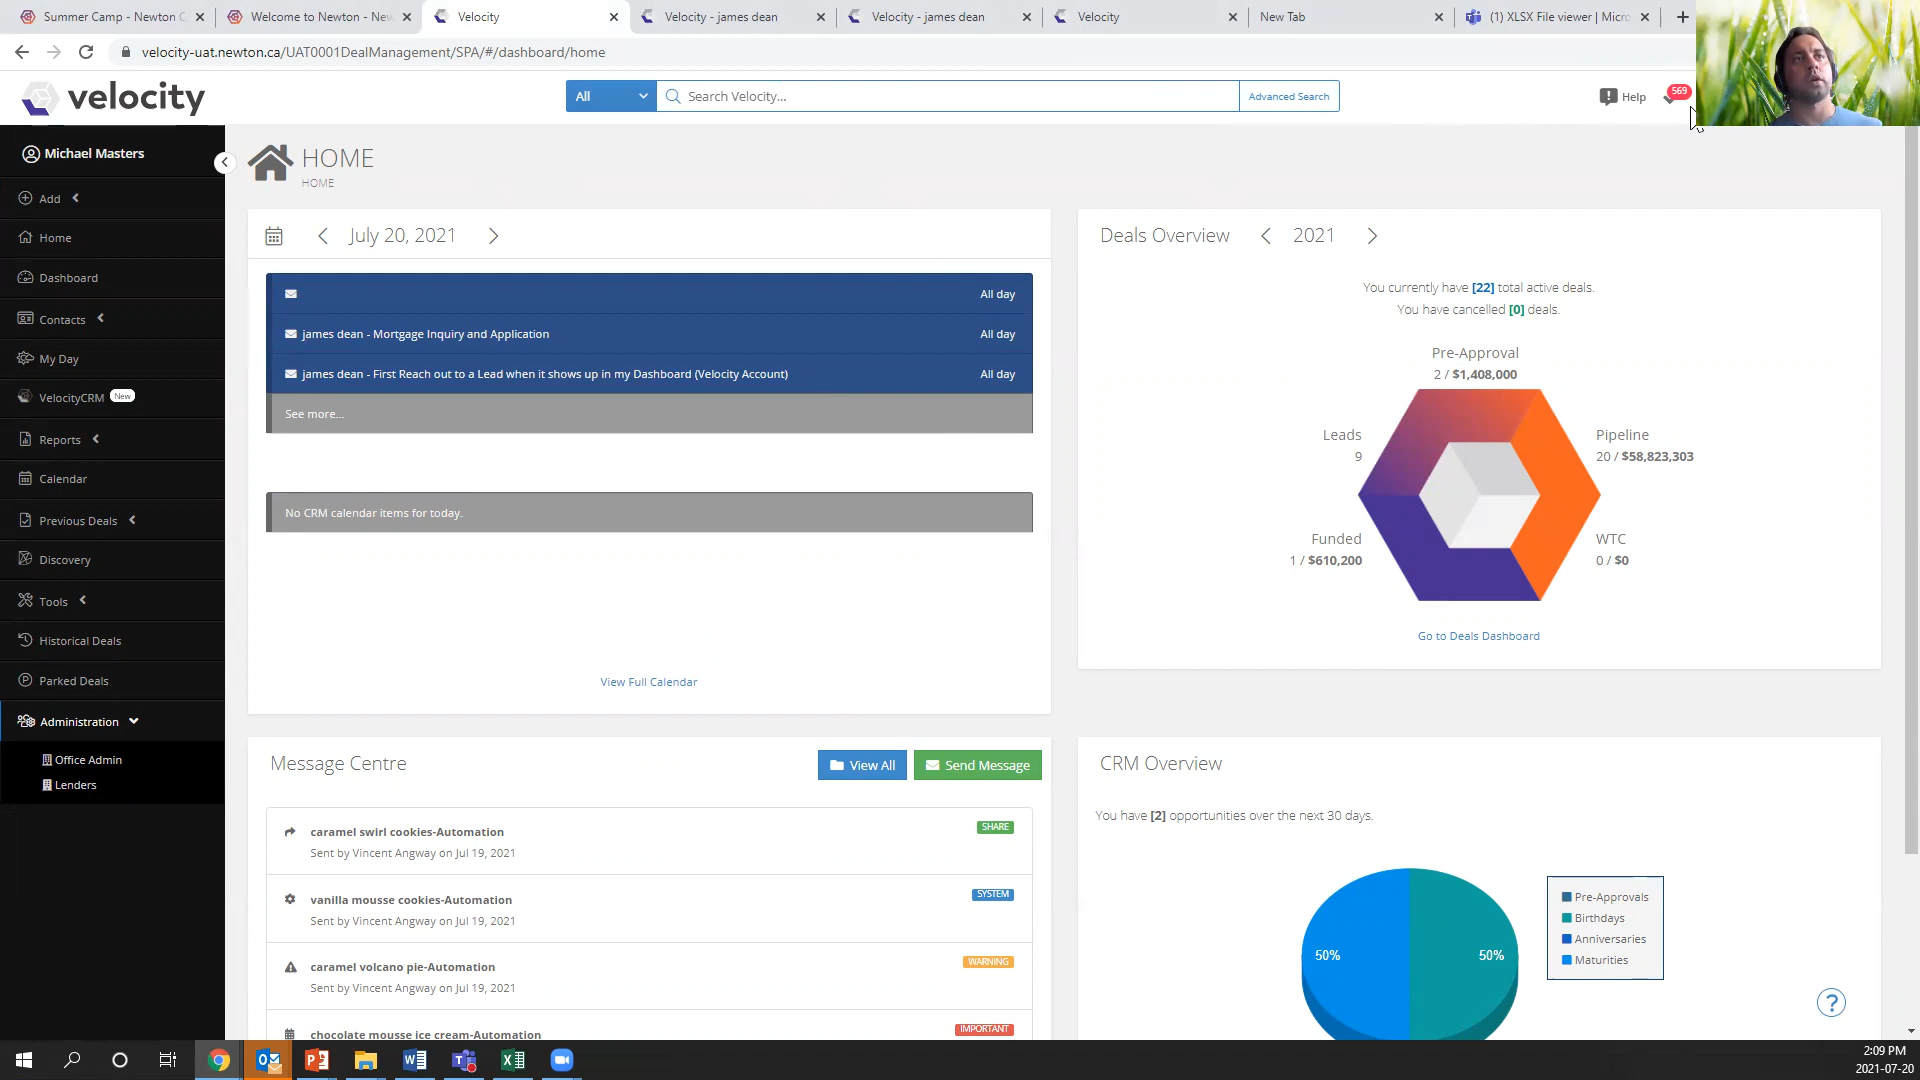 Summer Camp - Newton C
Welcome to Newton - New
Velocity
Velocity - james dean
Velocity - james dean
Velocity
New Tab
(1) XLSX File viewer | Micro
velocity-uat.newton.ca/UAT0001DealManagement/SPA/#/dashboard/home
velocity
All
Search Velocity...
Advanced Search
Help
569
Michael Masters
Add
Home
Dashboard
Contacts
My Day
VelocityCRM New
Reports
Calendar
Previous Deals
Discovery
Tools
Historical Deals
Parked Deals
Administration
Office Admin
Lenders
HOME
HOME
July 20, 2021
All day
james dean - Mortgage Inquiry and Application All day
james dean - First Reach out to a Lead when it shows up in my Dashboard (Velocity Account) All day
See more...
No CRM calendar items for today.
View Full Calendar
Deals Overview 2021
You currently have [22] total active deals.
You have cancelled [0] deals.
Pre-Approval
2 / $1,408,000
Leads
9
Pipeline
20 / $58,823,303
Funded
1 / $610,200
WTC
0 / $0
Go to Deals Dashboard
Message Centre
View All
Send Message
caramel swirl cookies-Automation SHARE
Sent by Vincent Angway on Jul 19, 2021
vanilla mousse cookies-Automation SYSTEM
Sent by Vincent Angway on Jul 19, 2021
caramel volcano pie-Automation WARNING
Sent by Vincent Angway on Jul 19, 2021
chocolate mousse ice cream-Automation IMPORTANT
CRM Overview
You have [2] opportunities over the next 30 days.
50%
50%
Pre-Approvals
Birthdays
Anniversaries
Maturities
?
2:09 PM
2021-07-20